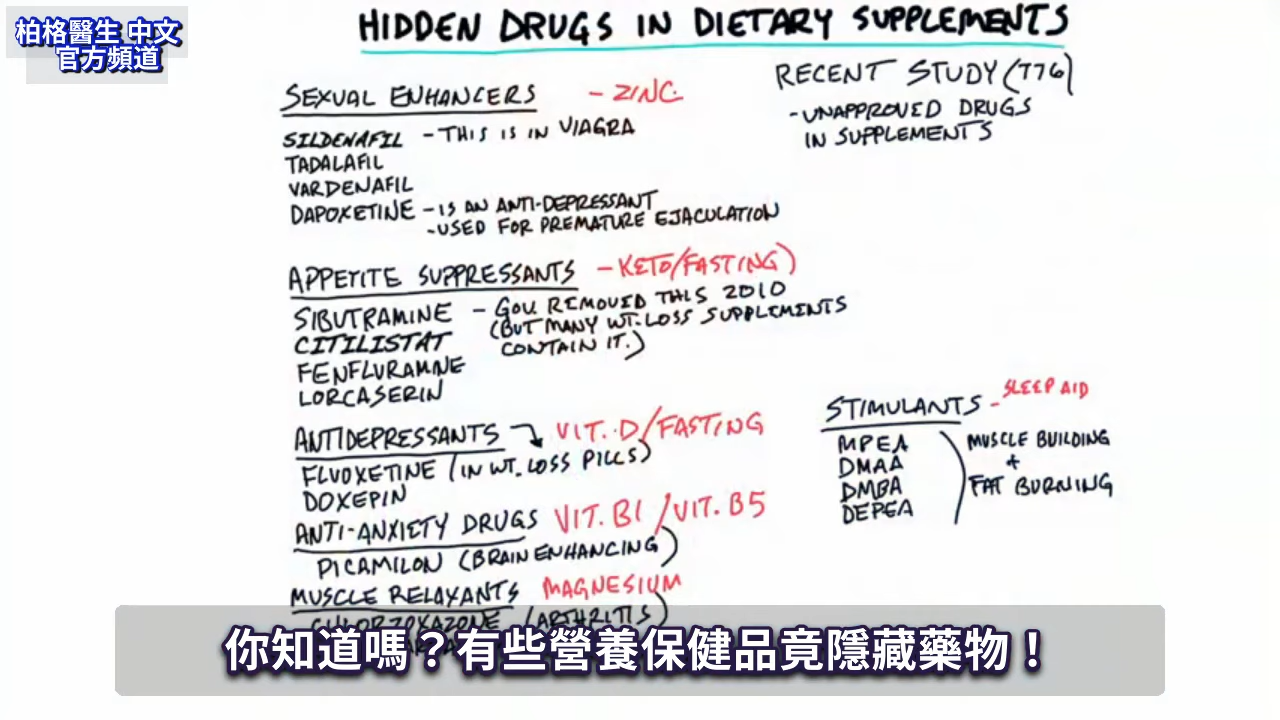 柏格醫生 中文
官方頻道
HIDDEN DRUGS IN DIETARY SUPPLEMENTS
SEXUAL ENHANCERS - ZINC
SILDENAFIL - THIS IS IN VIAGRA
TADALAFIL
VARDENAFIL
DAPOXETINE - IS AN ANTI-DEPRESSANT
- USED FOR PREMATURE EJACULATION
RECENT STUDY (776)
- UNAPPROVED DRUGS
IN SUPPLEMENTS
APPETITE SUPPRESSANTS - KETO/FASTING)
SIBUTRAMINE - GOV. REMOVED THIS 2010
(BUT MANY WT. LOSS SUPPLEMENTS
CITILISTAT CONTAIN IT.)
FENFLURAMINE
LORCASERIN
ANTIDEPRESSANTS VIT. D/FASTING
FLUOXETINE (IN WT. LOSS PILLS)
DOXEPIN
ANTI-ANXIETY DRUGS VIT. B1 / VIT. B5
PICAMILON (BRAIN ENHANCING)
MUSCLE RELAXANTS MAGNESIUM
CHLORZOXAZONE (ARTHRITIS)
STIMULANTS - SLEEP AID
MPEA
DMAA
DMBA
DEPEA
MUSCLE BUILDING
+
FAT BURNING
你知道嗎？有些營養保健品竟隱藏藥物！